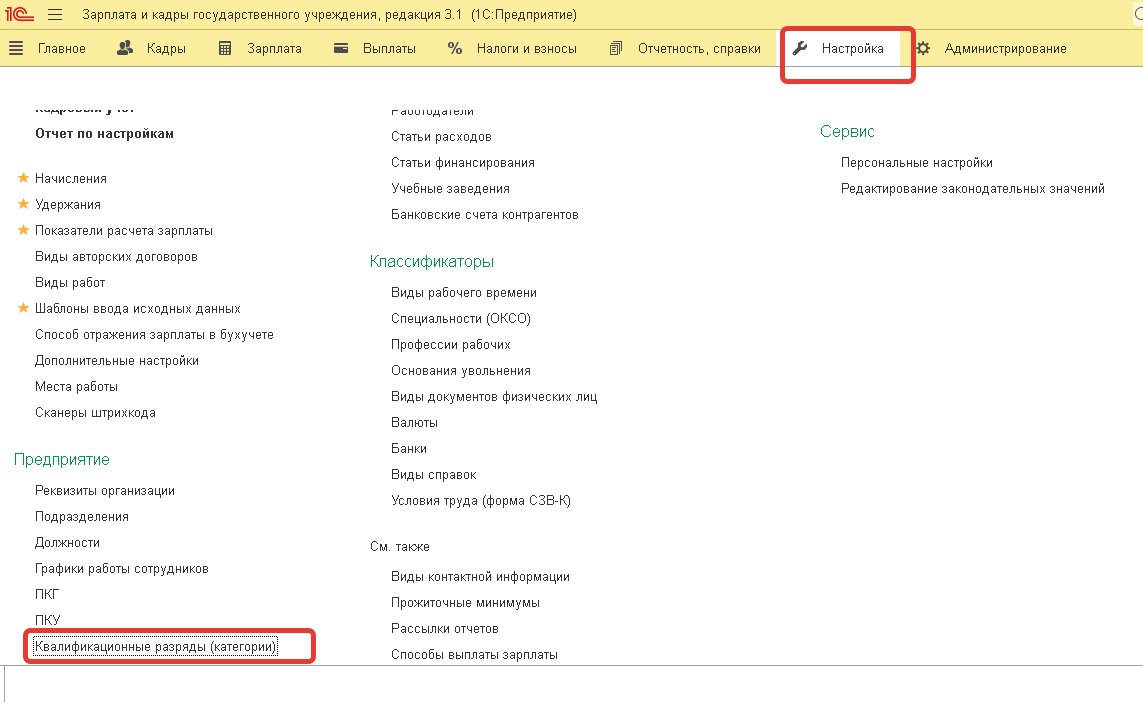 1С Зарплата и кадры государственного учреждения, редакция 3.1 (1С:Предприятие)
Главное Кадры Зарплата Выплаты % Налоги и взносы Отчетность, справки Настройка Администрирование
Кадровый учет
Отчет по настройкам
Начисления
Удержания
Показатели расчета зарплаты
Виды авторских договоров
Виды работ
Шаблоны ввода исходных данных
Способ отражения зарплаты в бухучете
Дополнительные настройки
Места работы
Сканеры штрихкода
Предприятие
Реквизиты организации
Подразделения
Должности
Графики работы сотрудников
ПКГ
ПКУ
Квалификационные разряды (категории)
Работодатели
Статьи расходов
Статьи финансирования
Учебные заведения
Банковские счета контрагентов
Классификаторы
Виды рабочего времени
Специальности (ОКСО)
Профессии рабочих
Основания увольнения
Виды документов физических лиц
Валюты
Банки
Виды справок
Условия труда (форма СЗВ-К)
См. также
Виды контактной информации
Прожиточные минимумы
Рассылки отчетов
Способы выплаты зарплаты
Сервис
Персональные настройки
Редактирование законодательных значений